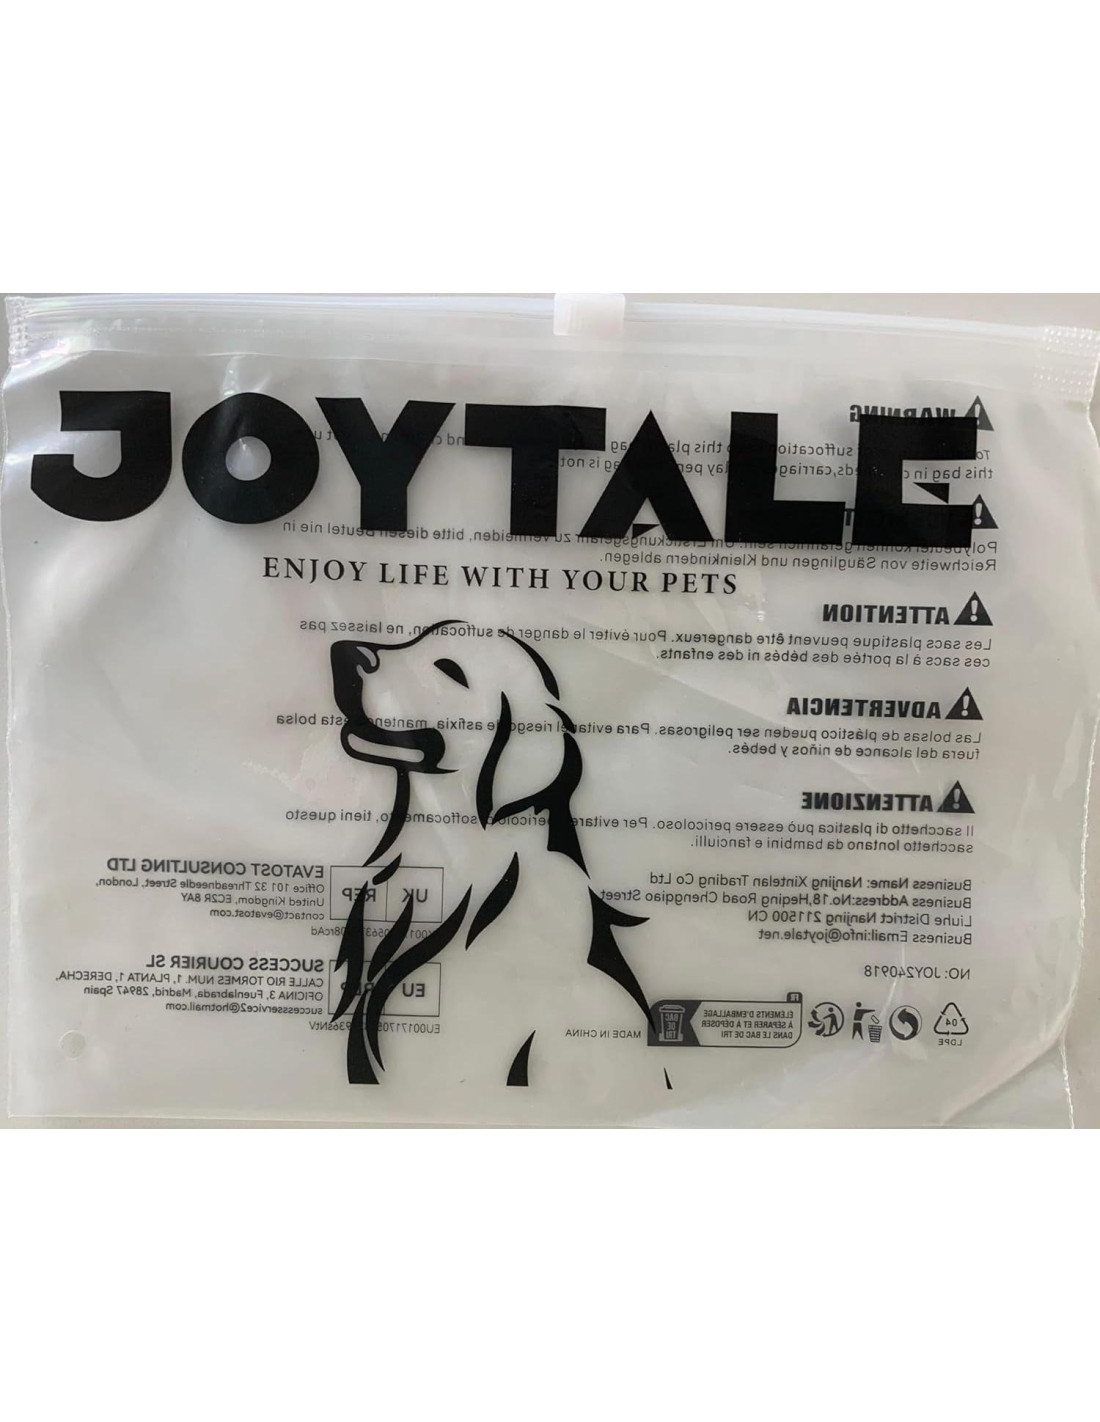 JOYTALE
ENJOY LIFE WITH YOUR PETS
WARNING
this bag in
ATTENTION
Polybeutel können gefährlich sein. Um Erstickungsgefahr zu vermeiden, bitte diesen Beutel nie in
Reichweite von Säuglingen und Kleinkindern ablegen.
Les sacs plastique peuvent être dangereux. Pour éviter le danger de suffocation, ne laissez pas
ces sacs à la portée des bébés ni des enfants.
ADVERTENCIA
Las bolsas de plástico pueden ser peligrosas. Para evitar el riesgo de asfixia, mantenga esta bolsa
fuera del alcance de niños y bebés.
ATTENZIONE
Il sacchetto di plastica può essere pericoloso. Per evitare pericolo soffocamento, tieni questo
sacchetto lontano da bambini e fanciulli.
Business Name: Nanjing Xintelan Trading Co Ltd
Business Address:No.18,Heqing Road Chengqiao Street
Liuhe District Nanjing 211500 CN
Business Email:info@joytale.net
NO: JOY240918
04
LDPE
FR
ÉLÉMENTS D'EMBALLAGE
À SÉPARER ET À DÉPOSER
DANS LE BAC DE TRI
BAC
DE
TRI
MADE IN CHINA
UK REP
EVATOST CONSULTING LTD
Office 101 32 Threadneedle Street, London,
United Kingdom, EC2R 8AY
contact@evatost.com
EU REP
SUCCESS COURIER SL
CALLE RIO TORMES NUM. 1, PLANTA 1, DERECHA,
OFICINA 3, Fuenlabrada, Madrid, 28947 Spain
successservice2@hotmail.com